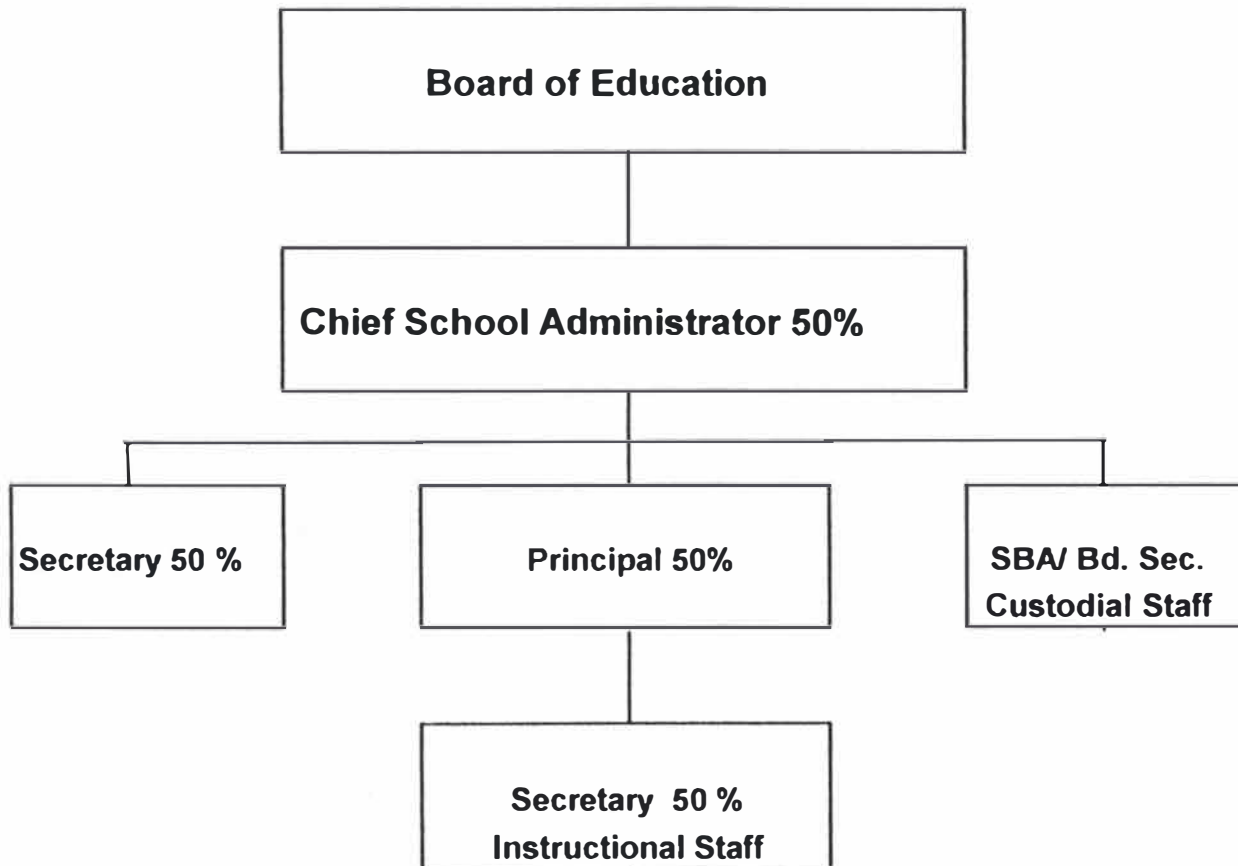 Board of Education
Chief School Administrator 50%
Secretary 50 %
Principal 50%
SBA/ Bd. Sec.
Custodial Staff
Secretary 50 %
Instructional Staff